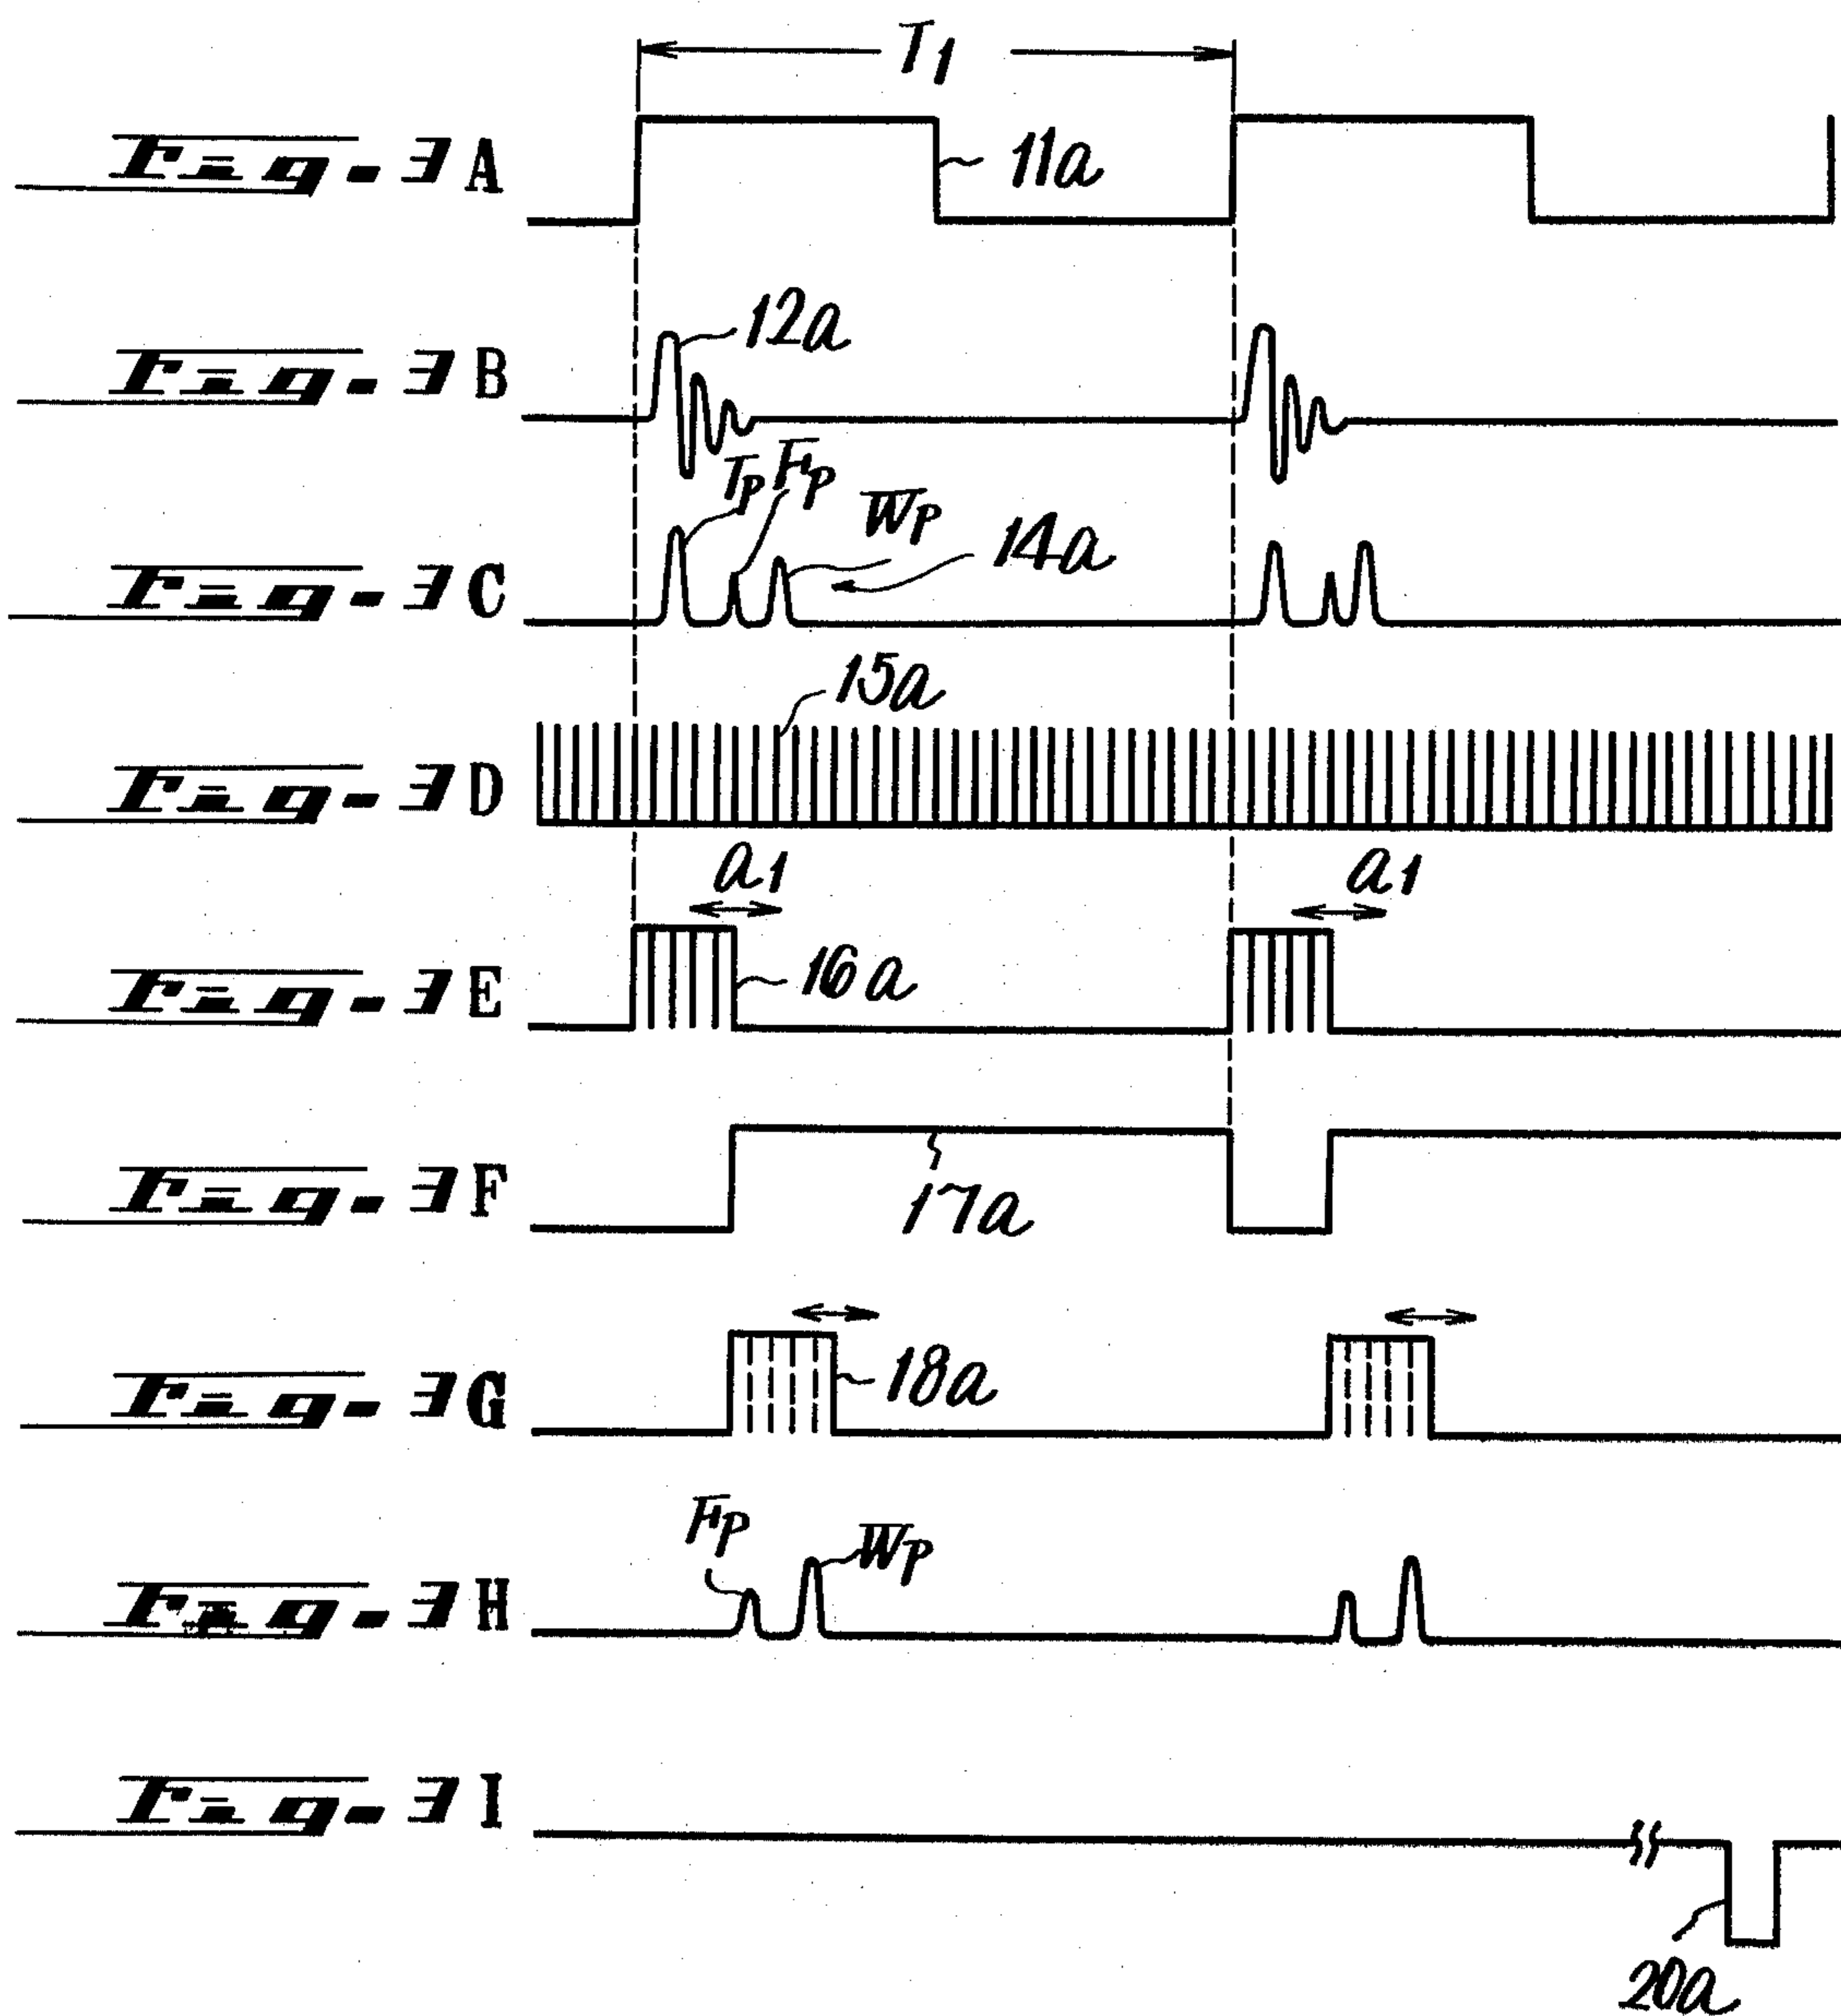 T1
Fig-3A
11a
Fig-3B
12a
Fig-3C
Tp
Fp
Wp
14a
Fig-3D
15a
a1
a1
Fig-3E
16a
Fig-3F
17a
Fig-3G
18a
Fig-3H
Fp
Wp
Fig-3I
20a